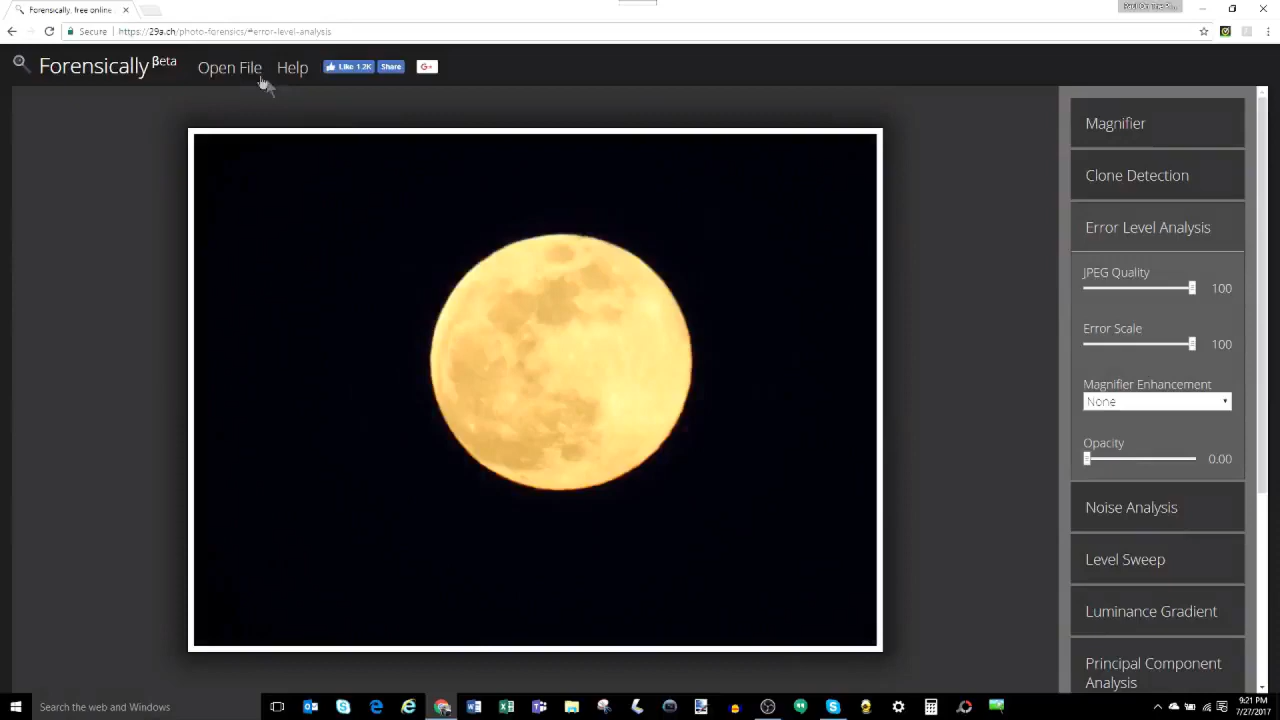 Forensically, free online
Secure
https://29a.ch/photo-forensics/#error-level-analysis
Forensically Beta
Open File
Help
Like 1.2K
Share
G+
Magnifier
Clone Detection
Error Level Analysis
JPEG Quality
100
Error Scale
100
Magnifier Enhancement
None
Opacity
0.00
Noise Analysis
Level Sweep
Luminance Gradient
Principal Component
Analysis
Search the web and Windows
9:21 PM
7/27/2017